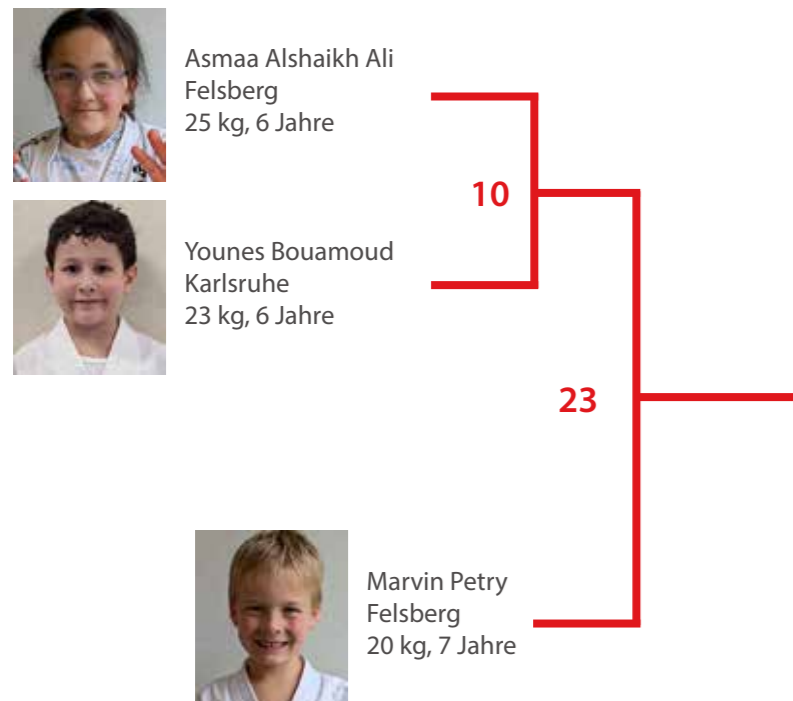 Asmaa Alshaikh Ali
Felsberg
25 kg, 6 Jahre
10
Younes Bouamoud
Karlsruhe
23 kg, 6 Jahre
23
Marvin Petry
Felsberg
20 kg, 7 Jahre